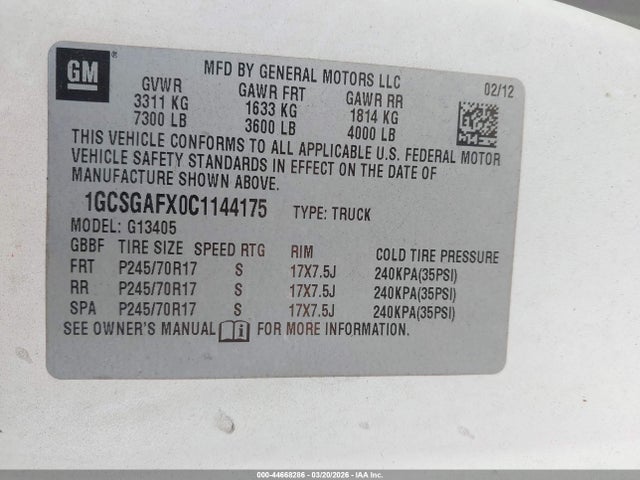 GM
MFD BY GENERAL MOTORS LLC
02/12
GVWR GAWR FRT GAWR RR
3311 KG 1633 KG 1814 KG
7300 LB 3600 LB 4000 LB
THIS VEHICLE CONFORMS TO ALL APPLICABLE U.S. FEDERAL MOTOR
VEHICLE SAFETY STANDARDS IN EFFECT ON THE DATE OF
MANUFACTURE SHOWN ABOVE.
1GCSGAFX0C1144175 TYPE: TRUCK
MODEL: G13405
GBBF TIRE SIZE SPEED RTG RIM COLD TIRE PRESSURE
FRT P245/70R17 S 17X7.5J 240KPA(35PSI)
RR P245/70R17 S 17X7.5J 240KPA(35PSI)
SPA P245/70R17 S 17X7.5J 240KPA(35PSI)
SEE OWNER'S MANUAL FOR MORE INFORMATION.
000-44668286 - 03/20/2026 - IAA Inc.